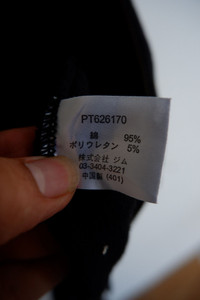 PT626170
綿 95%
ポリウレタン 5%
株式会社 ジム
03-3404-3221
中国製 (401)